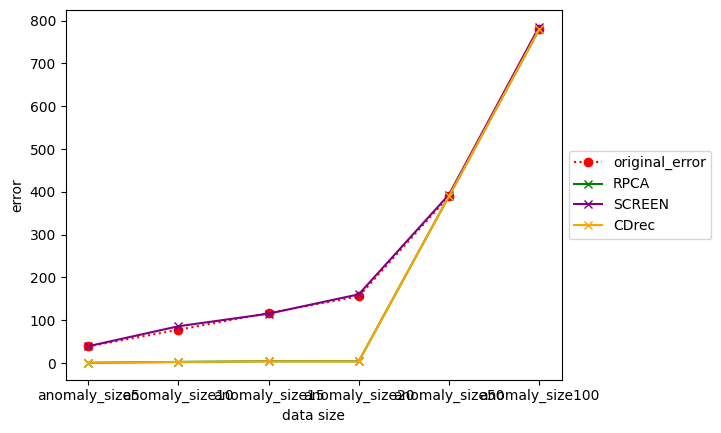 800
700
600
500
400
300
200
100
0
error
anomaly_size5 anomaly_size10 anomaly_size15 anomaly_size20 anomaly_size50 anomaly_size100
data size
original_error
RPCA
SCREEN
CDrec